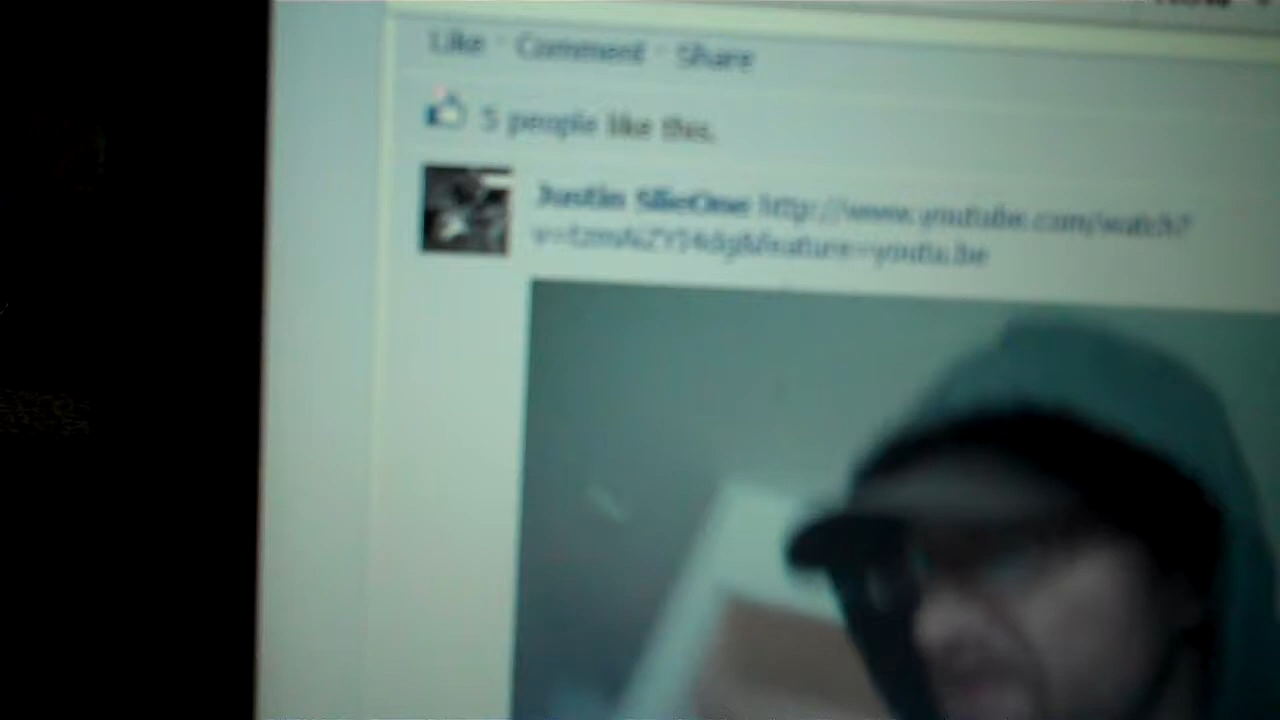 Like · Comment · Share
5 people like this.
Justin SlicOne http://www.youtube.com/watch?